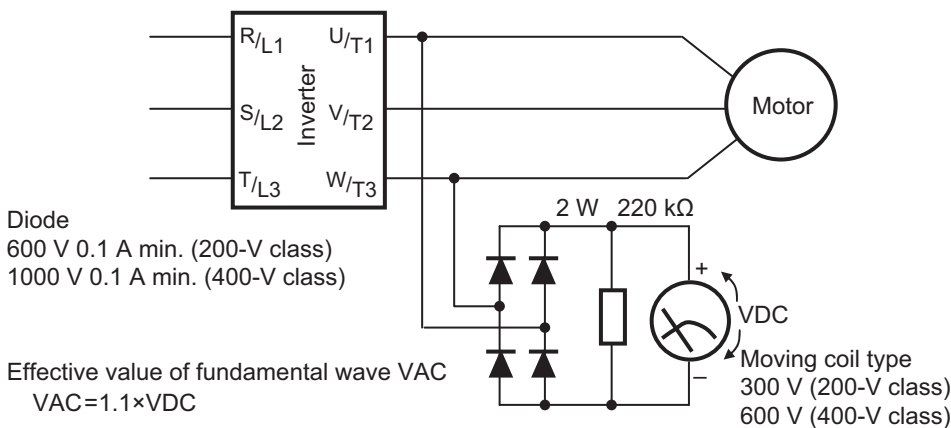 R/L1 U/T1
S/L2 V/T2
T/L3 W/T3
Inverter
Motor
Diode
600 V 0.1 A min. (200-V class)
1000 V 0.1 A min. (400-V class)
2 W 220 kΩ
+
VDC
–
Effective value of fundamental wave VAC
VAC=1.1×VDC
Moving coil type
300 V (200-V class)
600 V (400-V class)